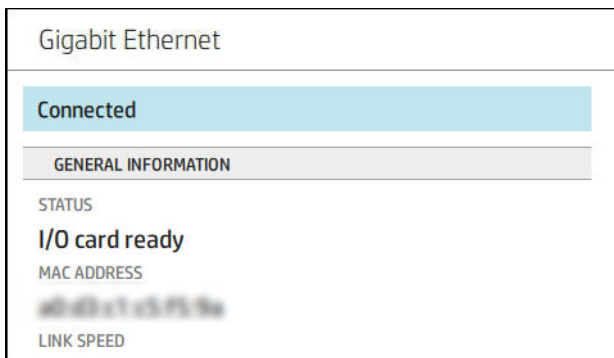 Gigabit Ethernet
Connected
GENERAL INFORMATION
STATUS
I/O card ready
MAC ADDRESS
LINK SPEED